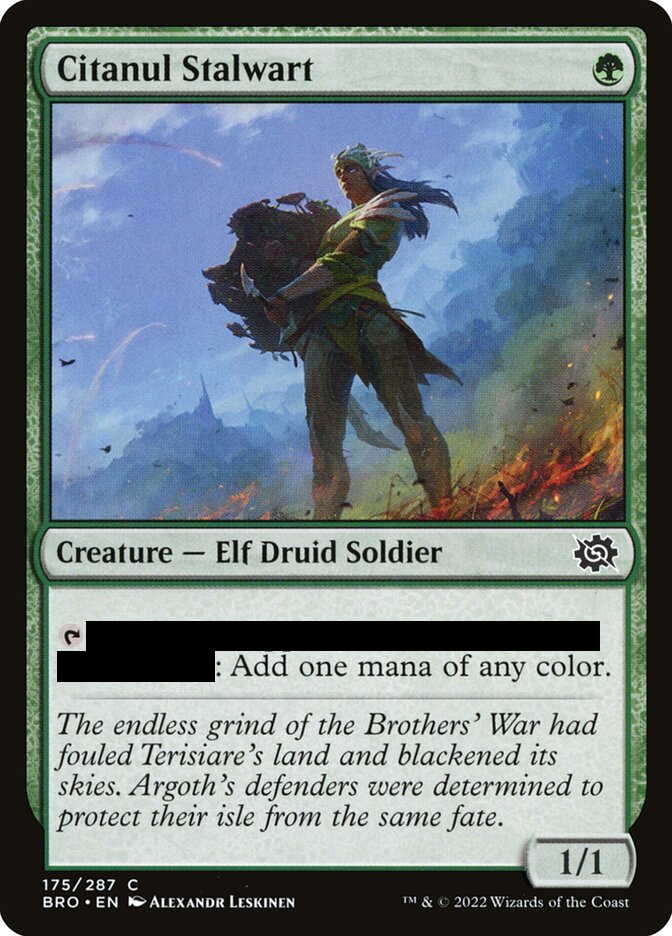 Citanul Stalwart
Creature — Elf Druid Soldier
: Add one mana of any color.
The endless grind of the Brothers' War had
fouled Terisiare's land and blackened its
skies. Argoth's defenders were determined to
protect their isle from the same fate.
1/1
175/287 C
BRO • EN Alexandr Leskinen
™ & © 2022 Wizards of the Coast